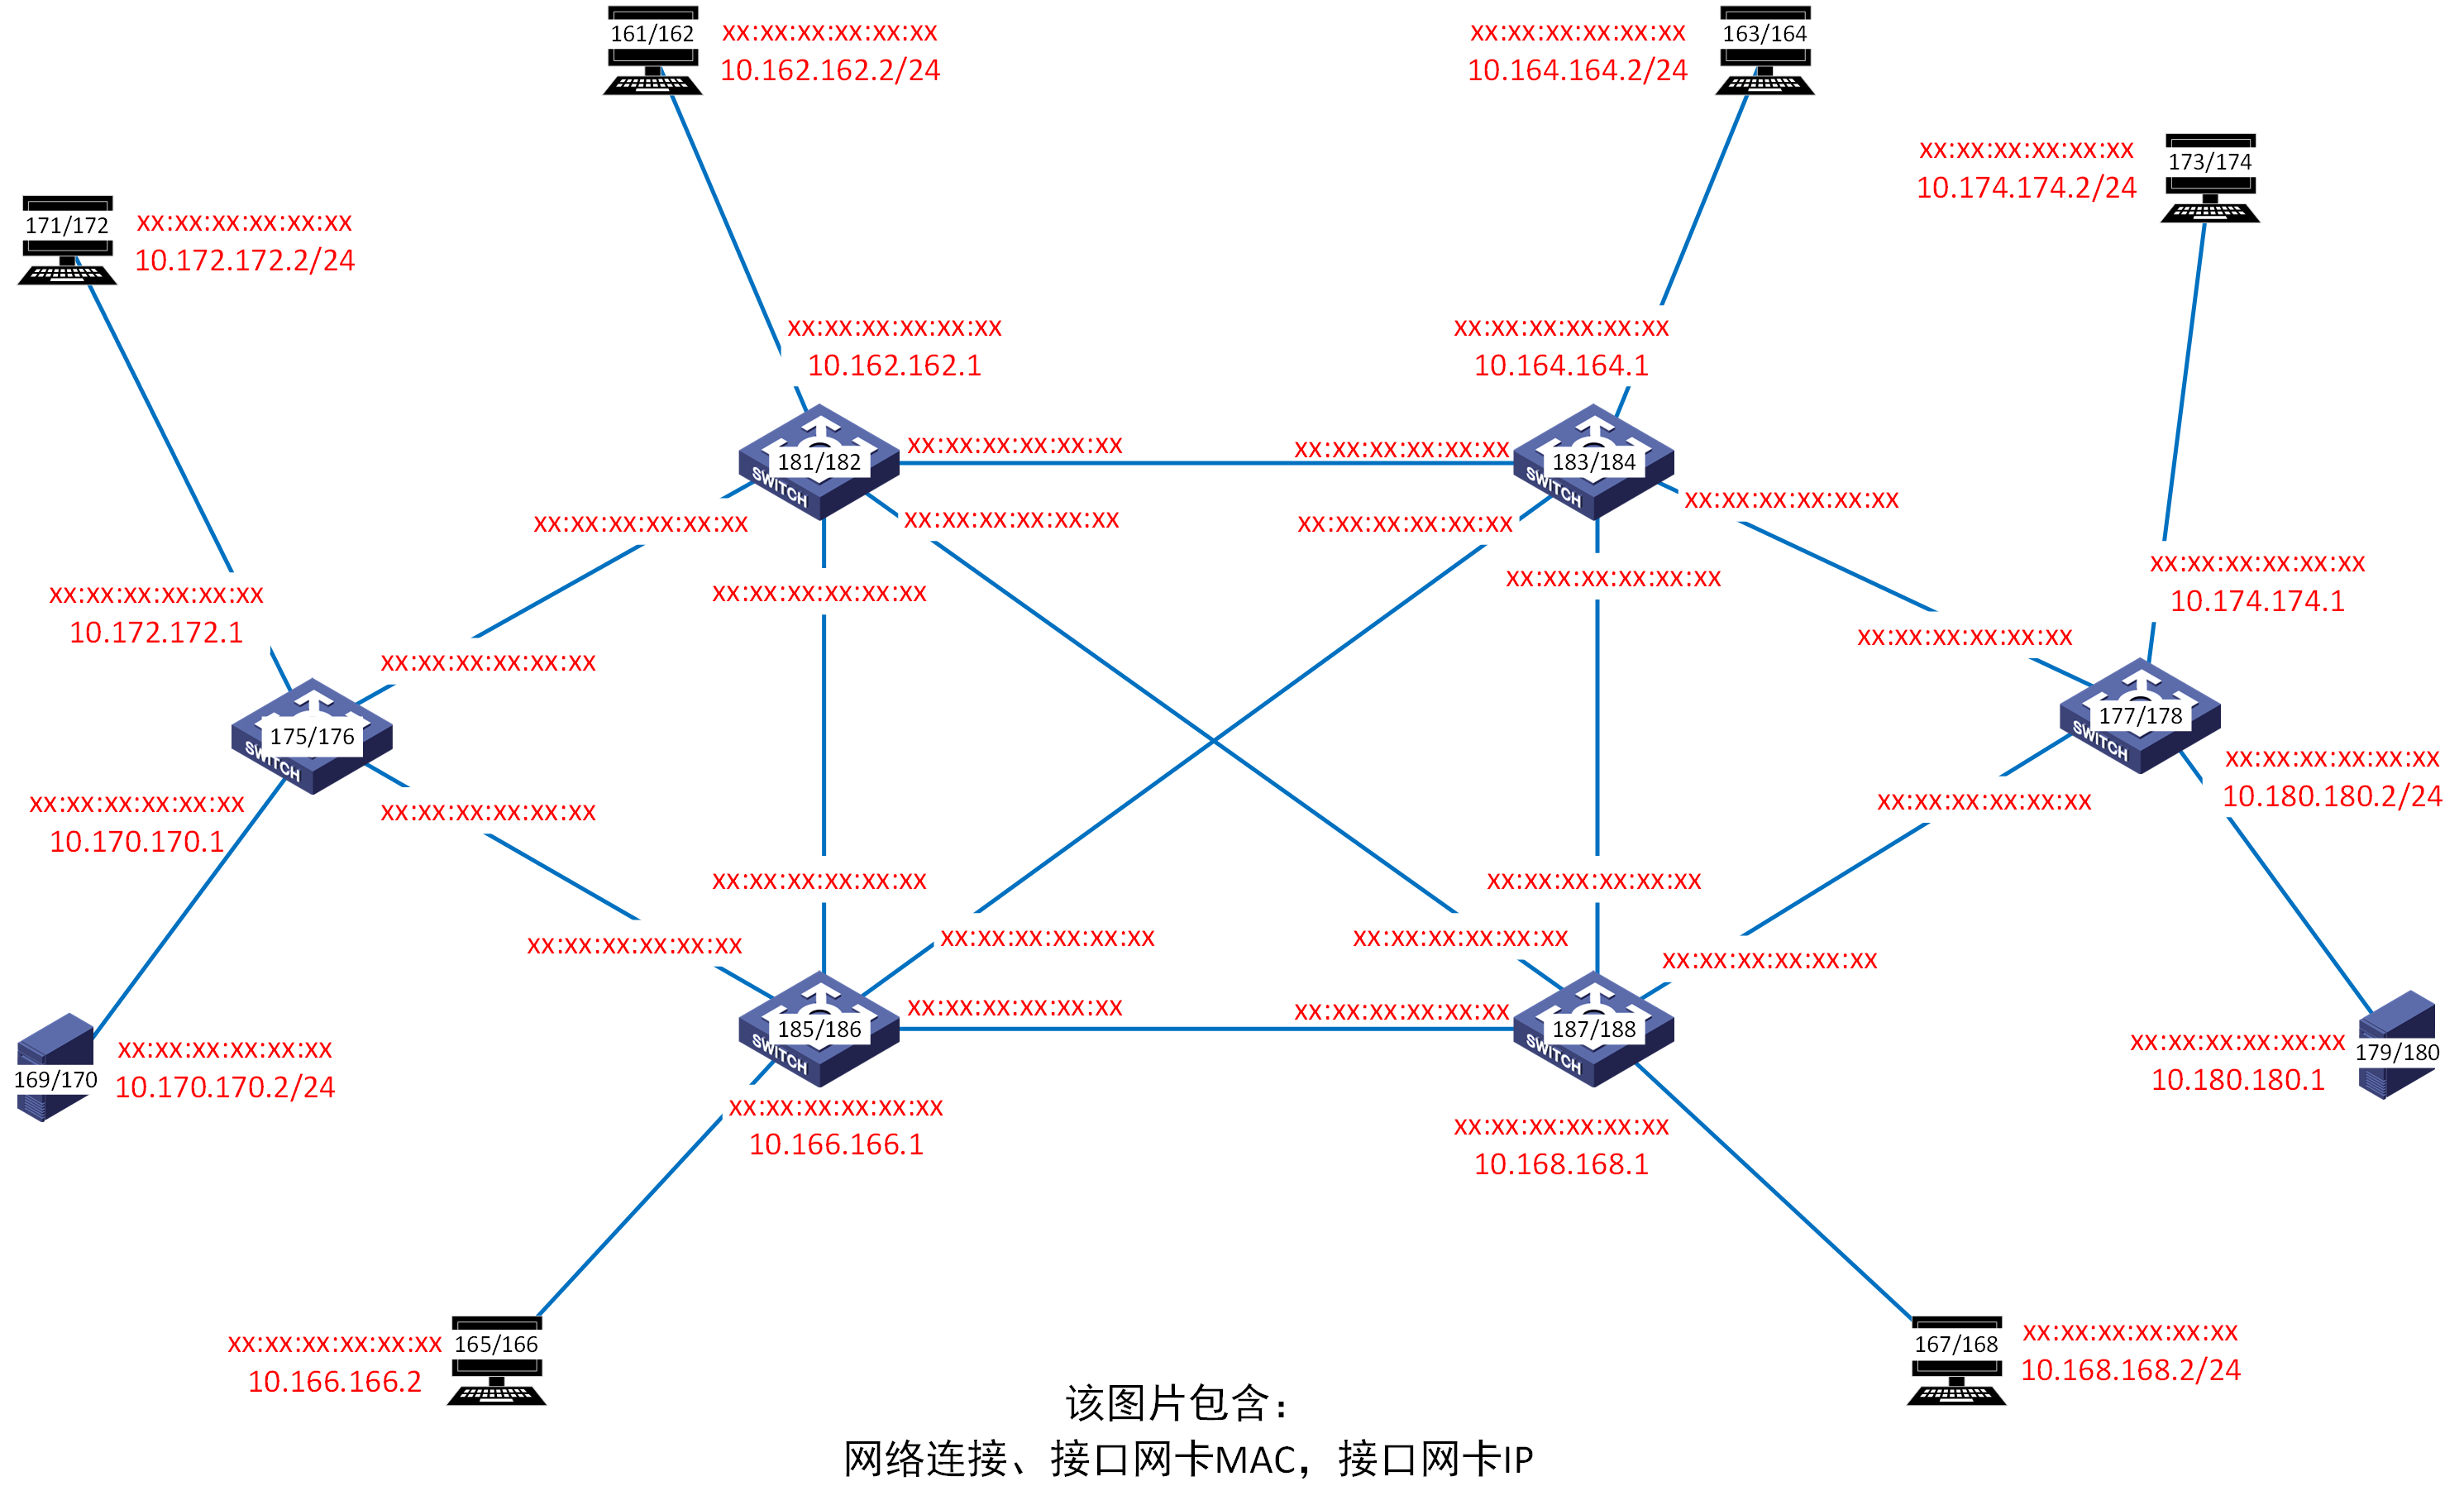 161/162
xx:xx:xx:xx:xx:xx
10.162.162.2/24
xx:xx:xx:xx:xx:xx
10.164.164.2/24
163/164
xx:xx:xx:xx:xx:xx
10.174.174.2/24
173/174
171/172
xx:xx:xx:xx:xx:xx
10.172.172.2/24
xx:xx:xx:xx:xx:xx
10.162.162.1
xx:xx:xx:xx:xx:xx
10.164.164.1
181/182
SWITCH
xx:xx:xx:xx:xx:xx
xx:xx:xx:xx:xx:xx
183/184
SWITCH
xx:xx:xx:xx:xx:xx
xx:xx:xx:xx:xx:xx
xx:xx:xx:xx:xx:xx
xx:xx:xx:xx:xx:xx
xx:xx:xx:xx:xx:xx
xx:xx:xx:xx:xx:xx
xx:xx:xx:xx:xx:xx
10.172.172.1
xx:xx:xx:xx:xx:xx
10.174.174.1
xx:xx:xx:xx:xx:xx
xx:xx:xx:xx:xx:xx
175/176
SWITCH
177/178
SWITCH
xx:xx:xx:xx:xx:xx
10.180.180.2/24
xx:xx:xx:xx:xx:xx
10.170.170.1
xx:xx:xx:xx:xx:xx
xx:xx:xx:xx:xx:xx
xx:xx:xx:xx:xx:xx
xx:xx:xx:xx:xx:xx
xx:xx:xx:xx:xx:xx
xx:xx:xx:xx:xx:xx
xx:xx:xx:xx:xx:xx
xx:xx:xx:xx:xx:xx
185/186
SWITCH
xx:xx:xx:xx:xx:xx
xx:xx:xx:xx:xx:xx
187/188
SWITCH
169/170
xx:xx:xx:xx:xx:xx
10.170.170.2/24
xx:xx:xx:xx:xx:xx
10.180.180.1
179/180
xx:xx:xx:xx:xx:xx
10.166.166.1
xx:xx:xx:xx:xx:xx
10.168.168.1
xx:xx:xx:xx:xx:xx
10.166.166.2
165/166
167/168
xx:xx:xx:xx:xx:xx
10.168.168.2/24
该图片包含：
网络连接、接口网卡MAC，接口网卡IP